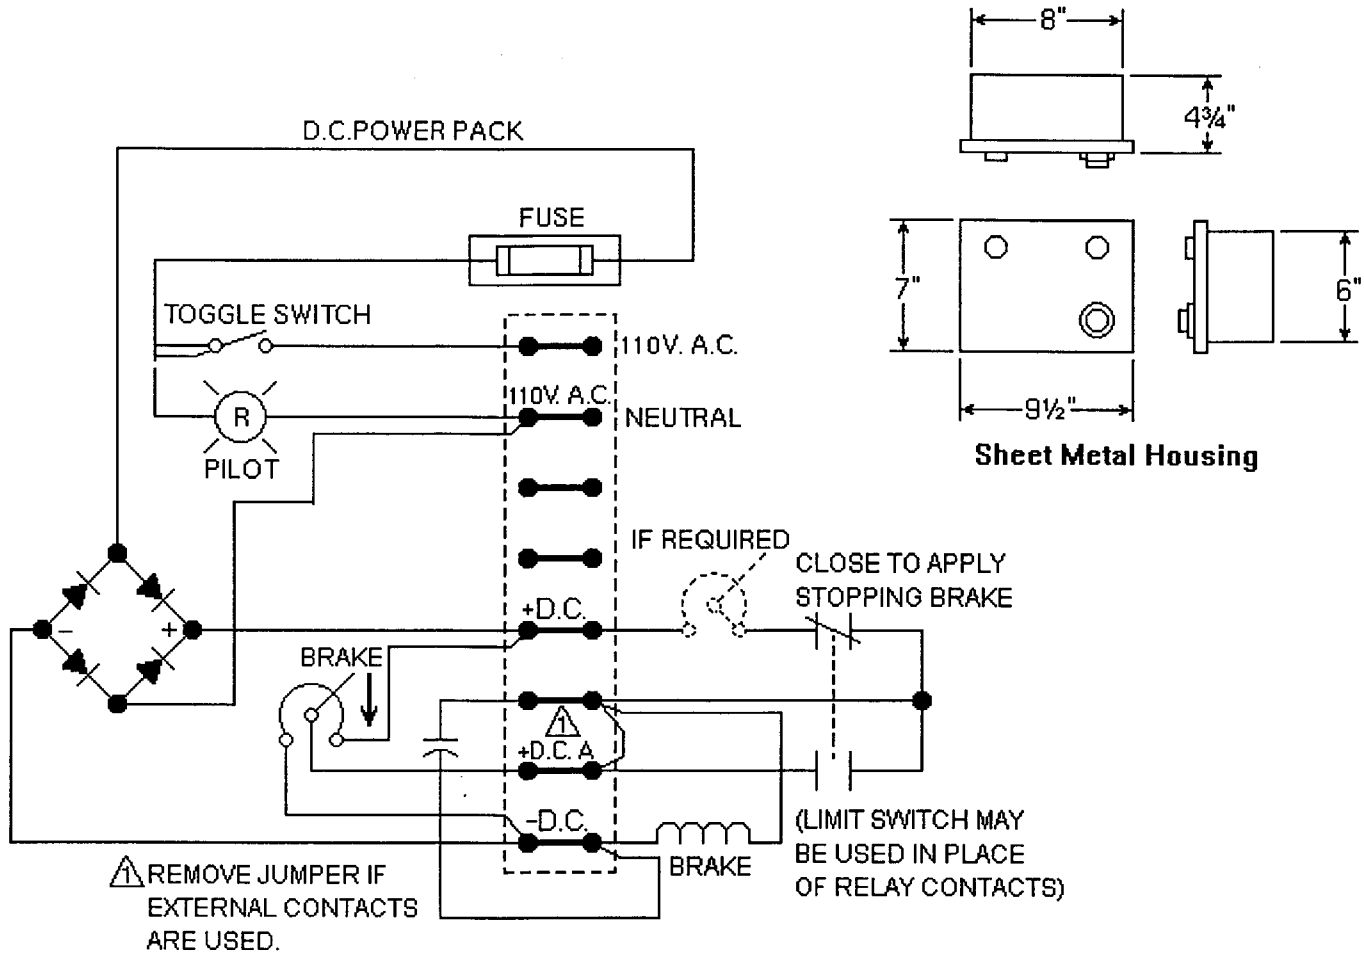 8"
4¾"
D.C.POWER PACK
FUSE
7"
6"
TOGGLE SWITCH
110V. A.C.
110V. A.C.
R
NEUTRAL
9½"
PILOT
Sheet Metal Housing
IF REQUIRED
CLOSE TO APPLY
STOPPING BRAKE
+D.C.
- +
BRAKE
1
+D.C. A
-D.C.
BRAKE
(LIMIT SWITCH MAY
BE USED IN PLACE
OF RELAY CONTACTS)
1 REMOVE JUMPER IF
EXTERNAL CONTACTS
ARE USED.